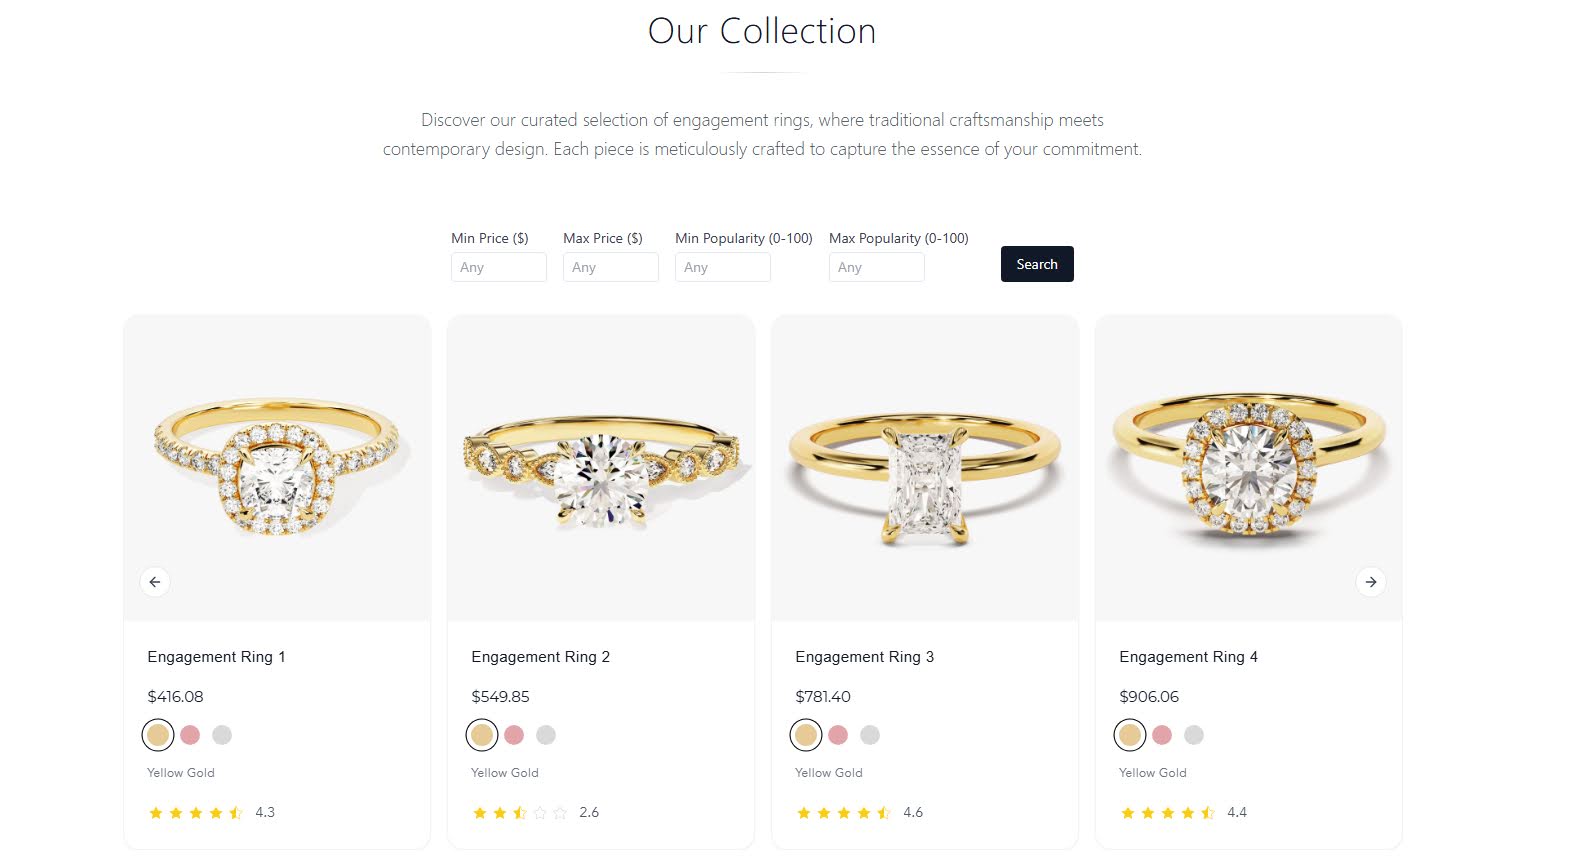 Our Collection
Discover our curated selection of engagement rings, where traditional craftsmanship meets
contemporary design. Each piece is meticulously crafted to capture the essence of your commitment.
Min Price ($)
Max Price ($)
Min Popularity (0-100)
Max Popularity (0-100)
Any
Any
Any
Any
Search
Engagement Ring 1
$416.08
Yellow Gold
4.3
Engagement Ring 2
$549.85
Yellow Gold
2.6
Engagement Ring 3
$781.40
Yellow Gold
4.6
Engagement Ring 4
$906.06
Yellow Gold
4.4